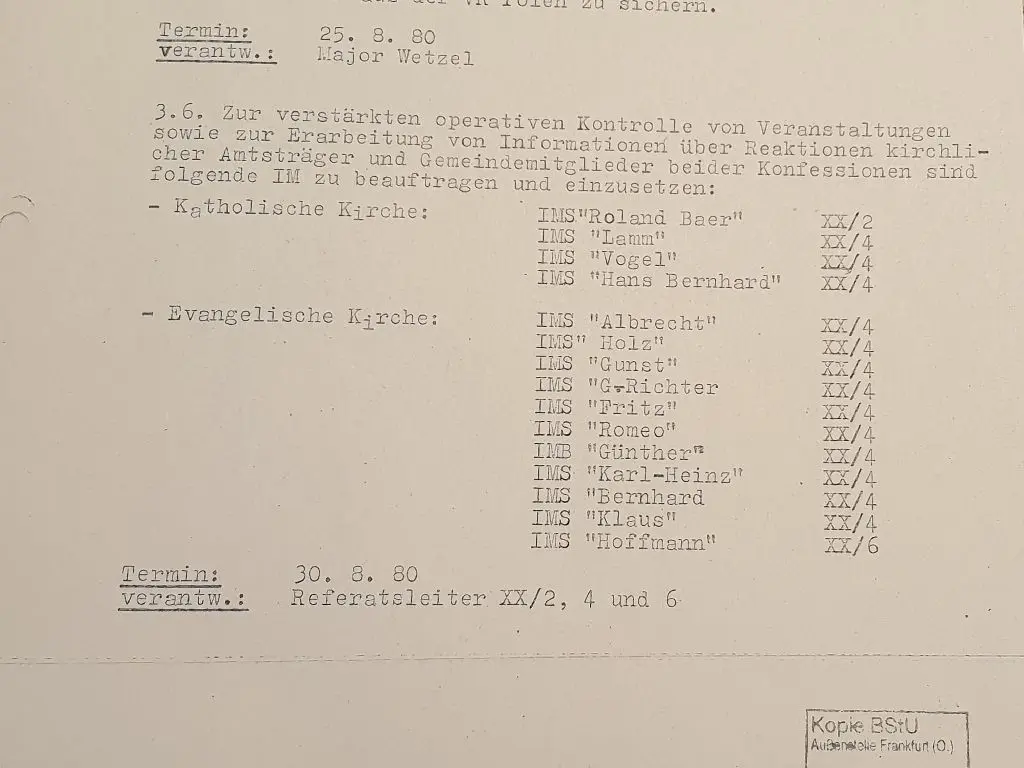 aus der VR Polen zu sichern.
Termin: 25. 8. 80
verantw.: Major Wetzel
3.6. Zur verstärkten operativen Kontrolle von Veranstaltungen
sowie zur Erarbeitung von Informationen über Reaktionen kirchli-
cher Amtsträger und Gemeindemitglieder beider Konfessionen sind
folgende IM zu beauftragen und einzusetzen:
- Katholische Kirche: IMS "Roland Baer" XX/2
IMS "Lamm" XX/4
IMS "Vogel" XX/4
IMS "Hans Bernhard" XX/4
- Evangelische Kirche: IMS "Albrecht" XX/4
IMS" Holz" XX/4
IMS "Gunst" XX/4
IMS "G.Richter XX/4
IMS "Fritz" XX/4
IMS "Romeo" XX/4
IMB "Günther" XX/4
IMS "Karl-Heinz" XX/4
IMS "Bernhard XX/4
IMS "Klaus" XX/4
IMS "Hoffmann" XX/6
Termin: 30. 8. 80
verantw.: Referatsleiter XX/2, 4 und 6
Kopie BStU
Außenstelle Frankfurt (O.)